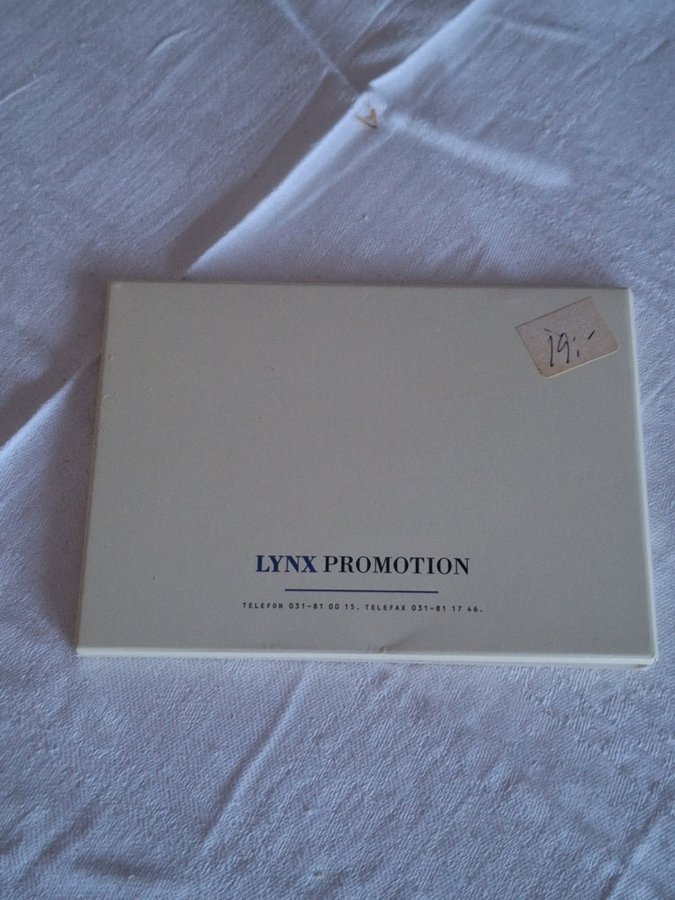 19:-
LYNX PROMOTION
TELEFON 031-81 00 15. TELEFAX 031-81 17 46.